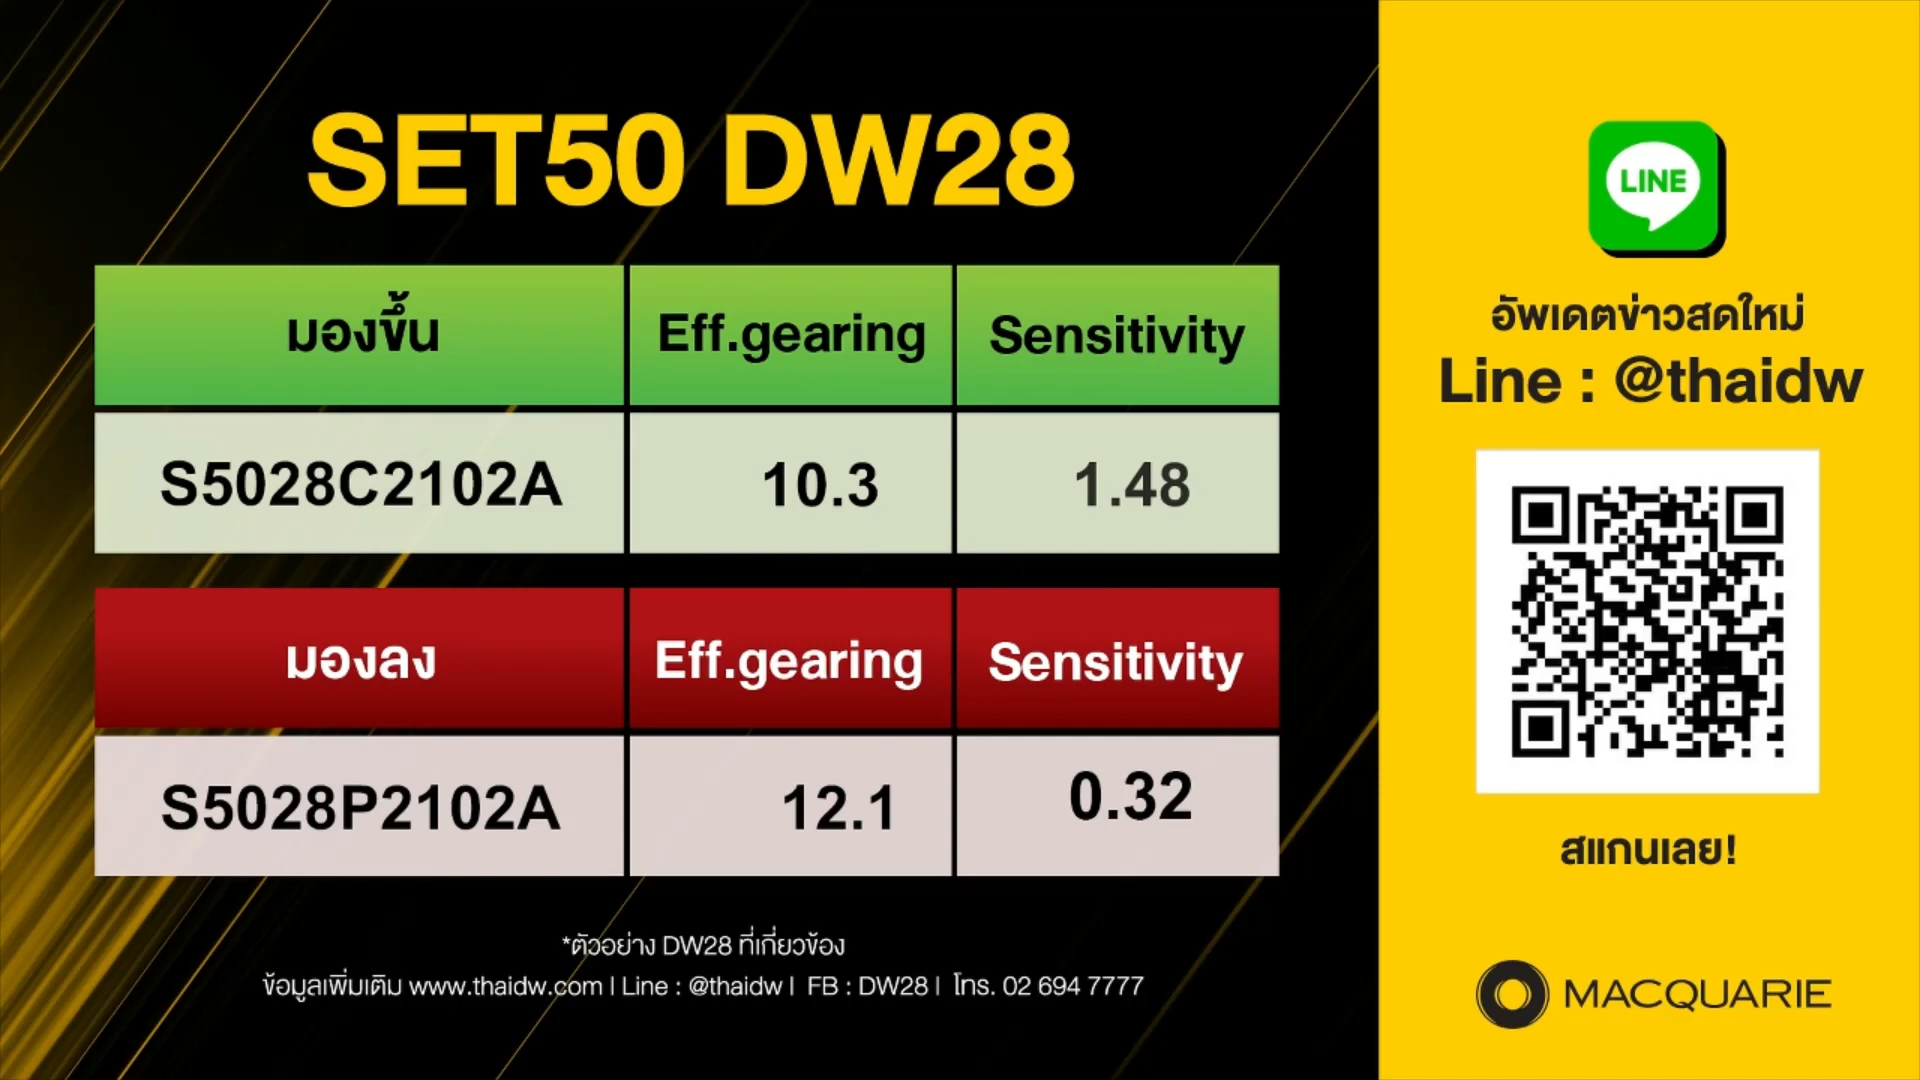 SET50 DW28
มองขึ้น Eff.gearing Sensitivity
S5028C2102A 10.3 1.48
มองลง Eff.gearing Sensitivity
S5028P2102A 12.1 0.32
*ตัวอย่าง DW28 ที่เกี่ยวข้อง
ข้อมูลเพิ่มเติม www.thaidw.com | Line : @thaidw | FB : DW28 | โทร. 02 694 7777
LINE
อัพเดตข่าวสดใหม่
Line : @thaidw
สแกนเลย!
MACQUARIE